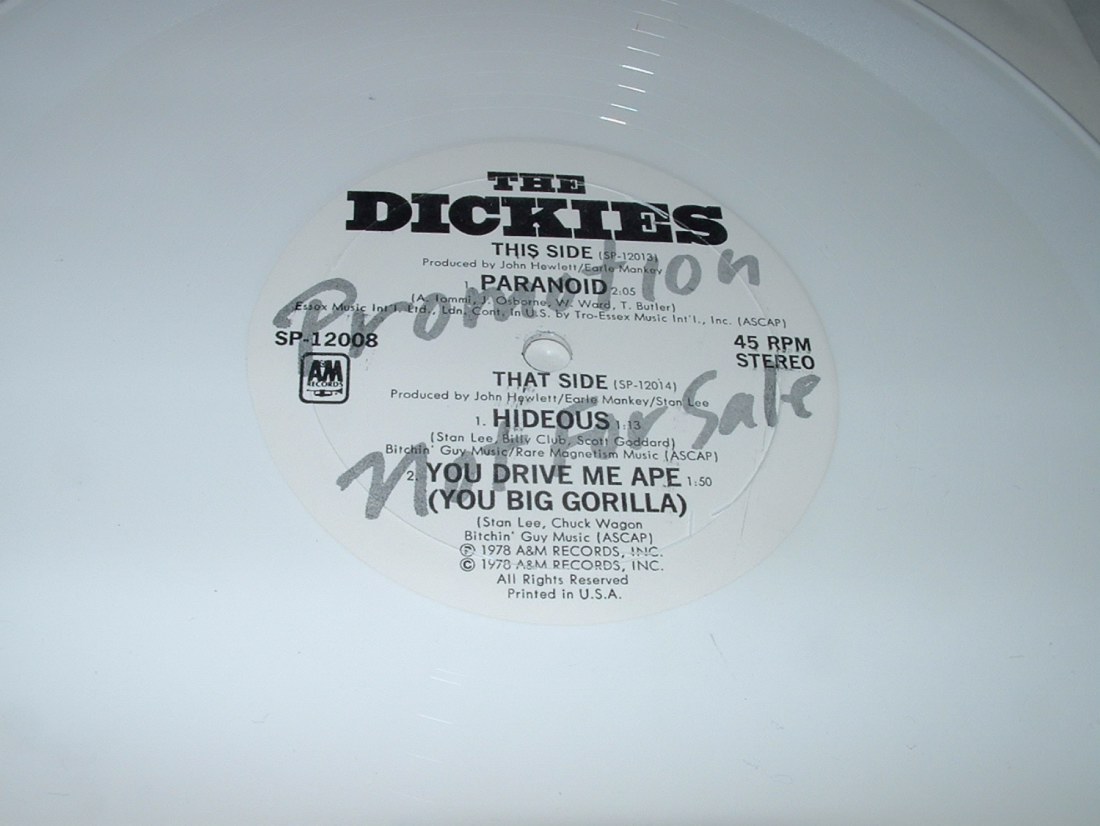 THE
DICKIES
THIS SIDE (SP-12013)
Produced by John Hewlett/Earle Mankey
1. PARANOID 2:05
(A. Iommi, J. Osborne, W. Ward, T. Butler)
Essex Music Int'l. Ltd., Ldn. Cont. In U.S. by Tro-Essex Music Int'l., Inc. (ASCAP)
Promotion
SP-12008
45 RPM
STEREO
AM
RECORDS
THAT SIDE (SP-12014)
Produced by John Hewlett/Earle Mankey/Stan Lee
1. HIDEOUS 1:13
(Stan Lee, Billy Club, Scott Goddard)
Bitchin' Guy Music/Rare Magnetism Music (ASCAP)
Not For Sale
2. YOU DRIVE ME APE 1:50
(YOU BIG GORILLA)
(Stan Lee, Chuck Wagon
Bitchin' Guy Music (ASCAP)
℗ 1978 A&M RECORDS, INC.
© 1978 A&M RECORDS, INC.
All Rights Reserved
Printed in U.S.A.